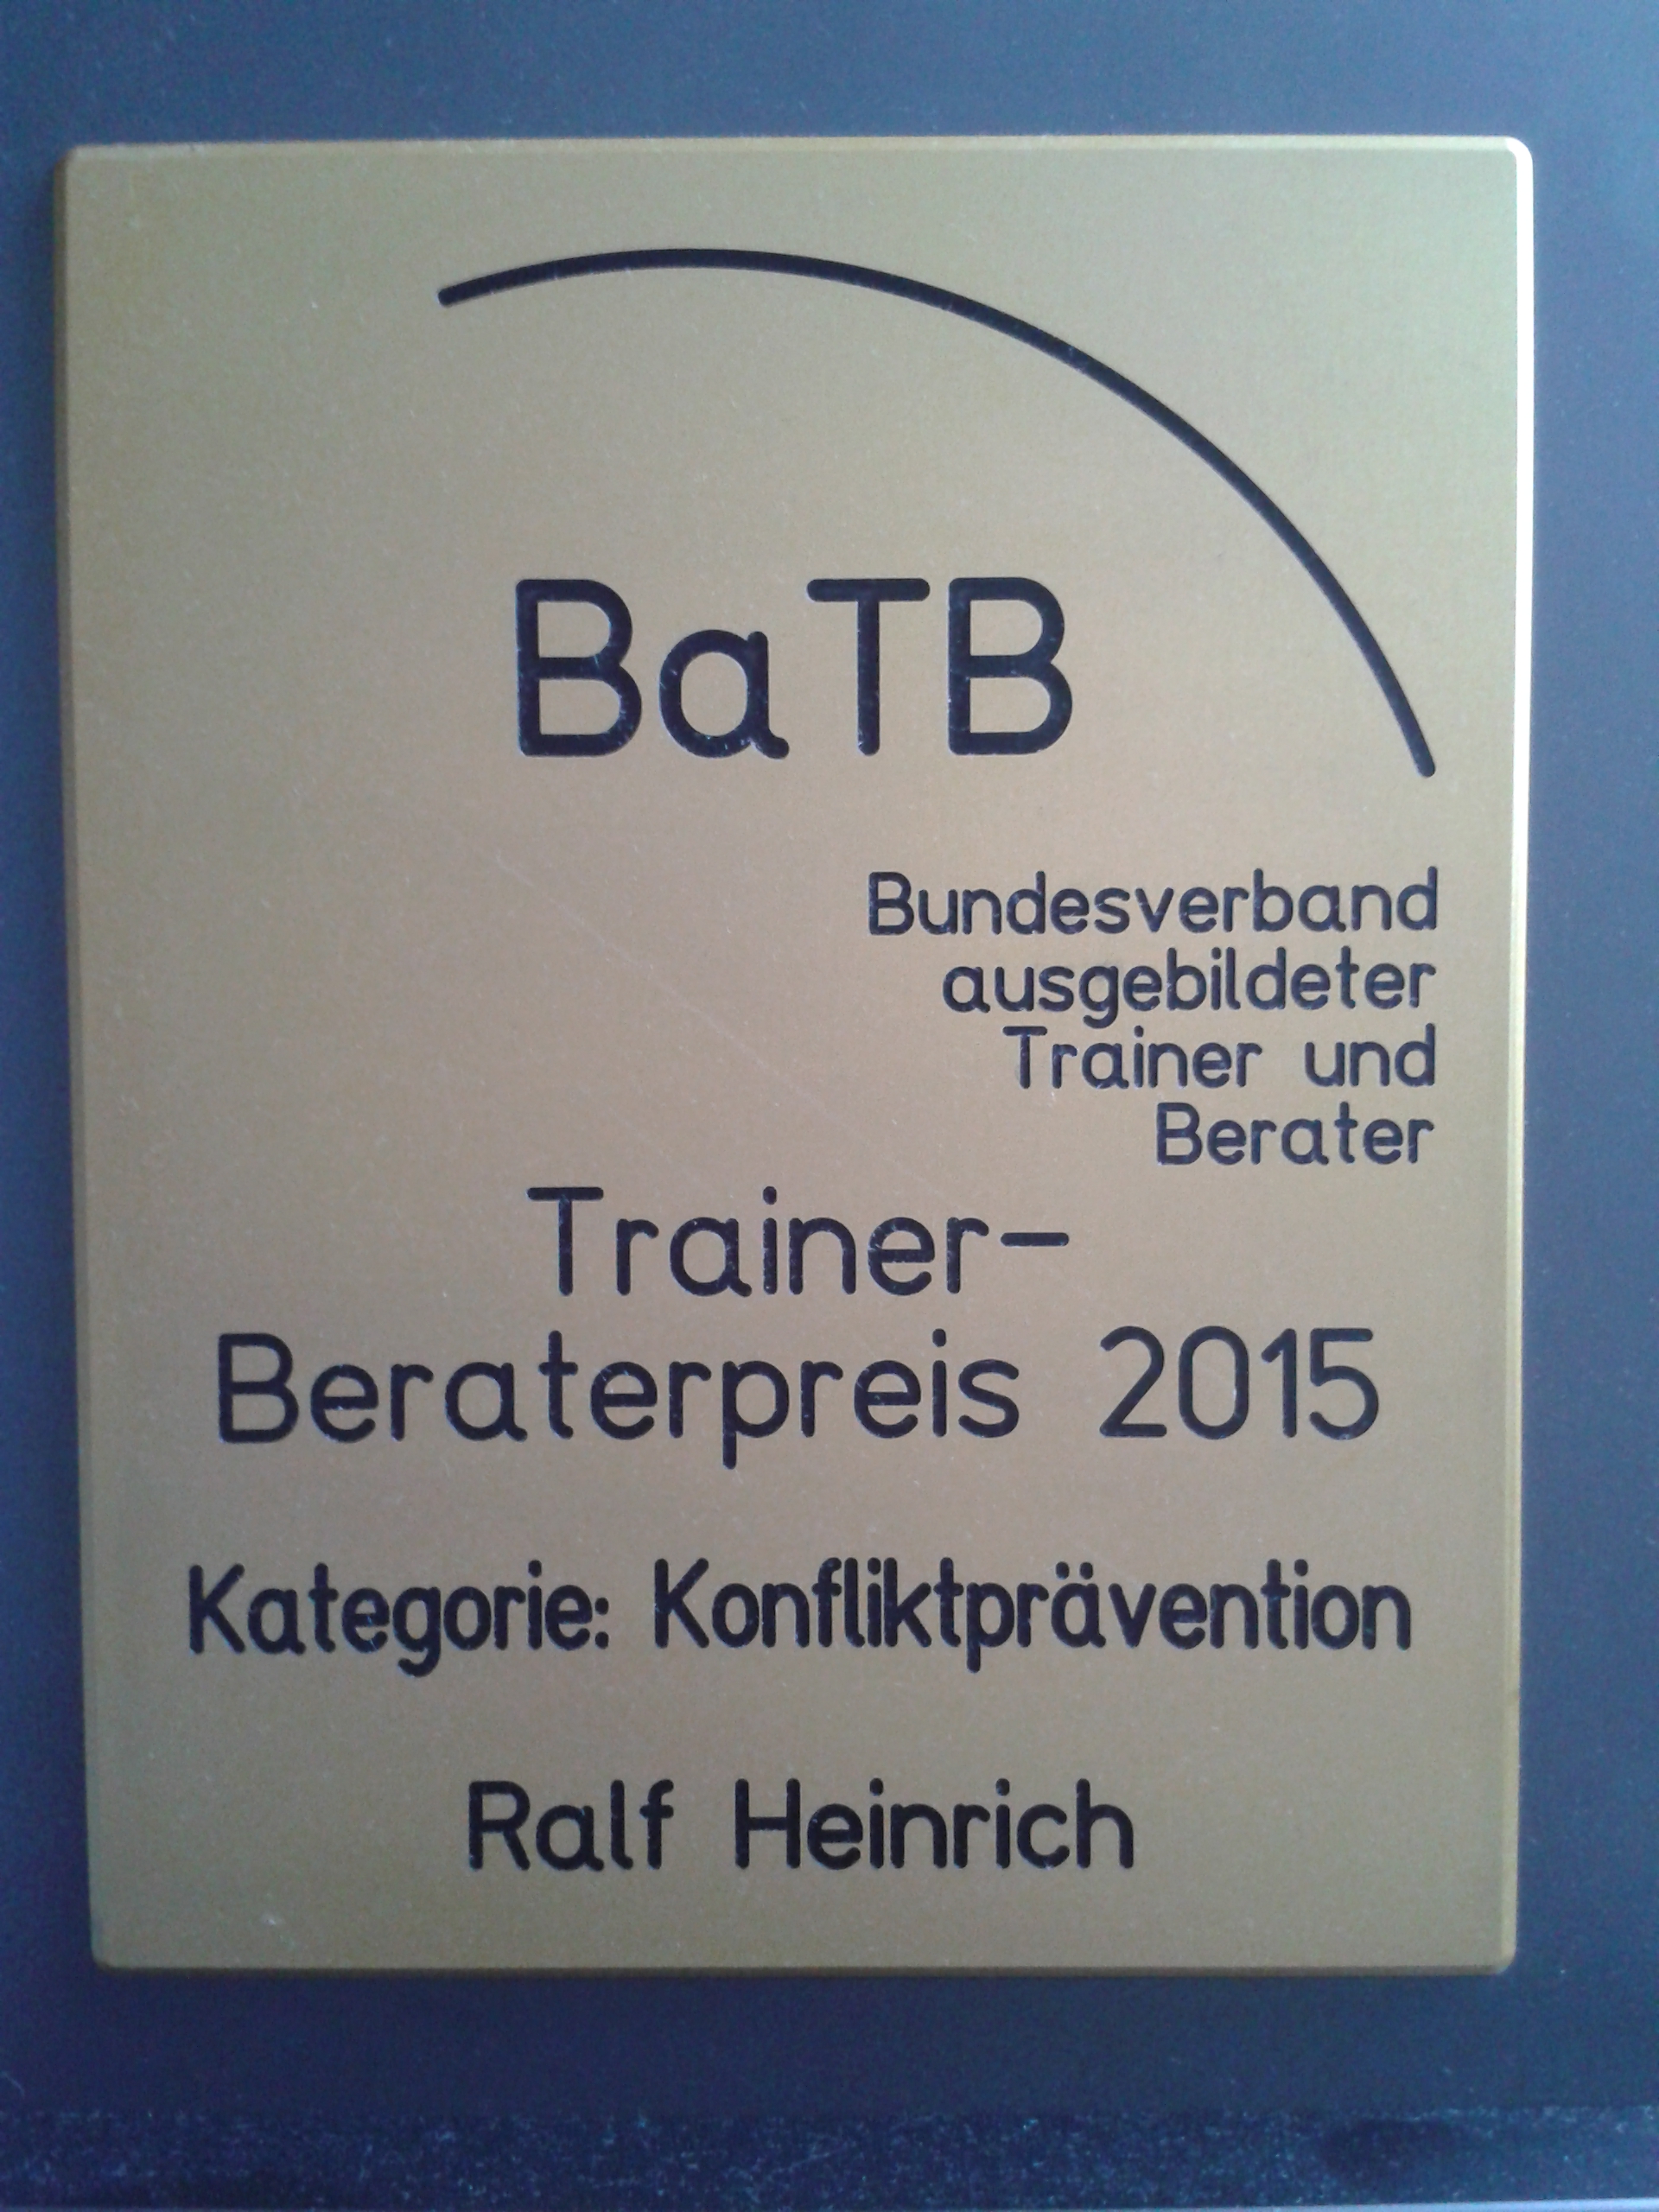 BaTB
Bundesverband
ausgebildeter
Trainer und
Berater
Trainer-
Beraterpreis 2015
Kategorie: Konfliktprävention
Ralf Heinrich